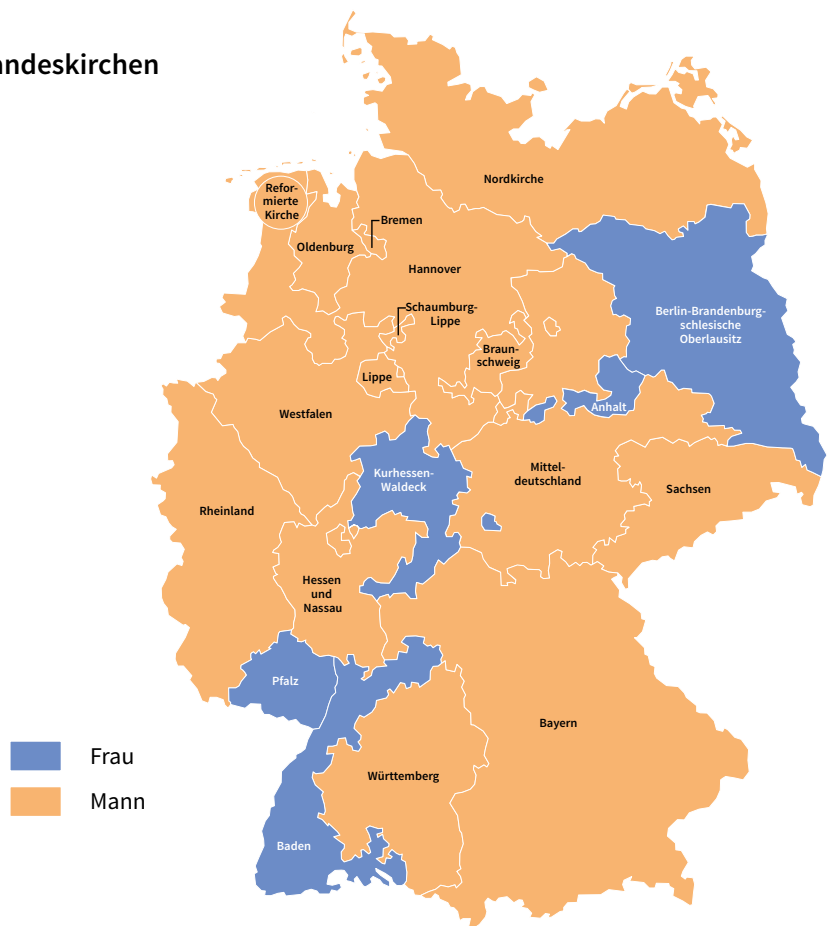 andeskirchen
Nordkirche
Refor-
mierte
Kirche
Bremen
Oldenburg
Hannover
Schaumburg-
Lippe
Berlin-Brandenburg-
schlesische
Oberlausitz
Braun-
schweig
Lippe
Anhalt
Westfalen
Kurhessen-
Waldeck
Mittel-
deutschland
Sachsen
Rheinland
Hessen
und
Nassau
Pfalz
Bayern
Frau
Württemberg
Mann
Baden